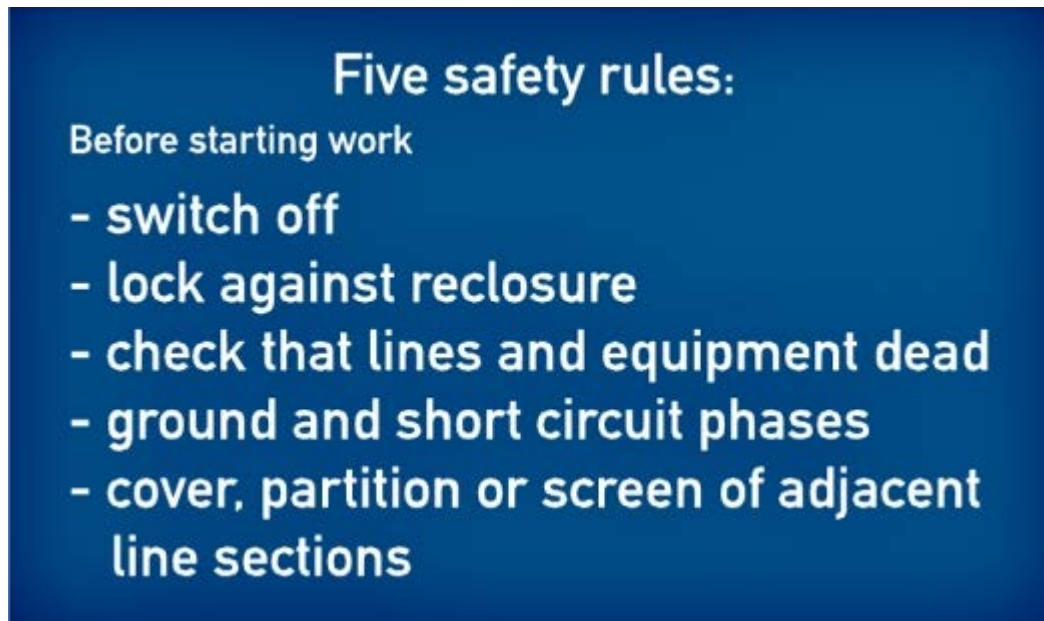 Five safety rules:
Before starting work
- switch off
- lock against reclosure
- check that lines and equipment dead
- ground and short circuit phases
- cover, partition or screen of adjacent
line sections